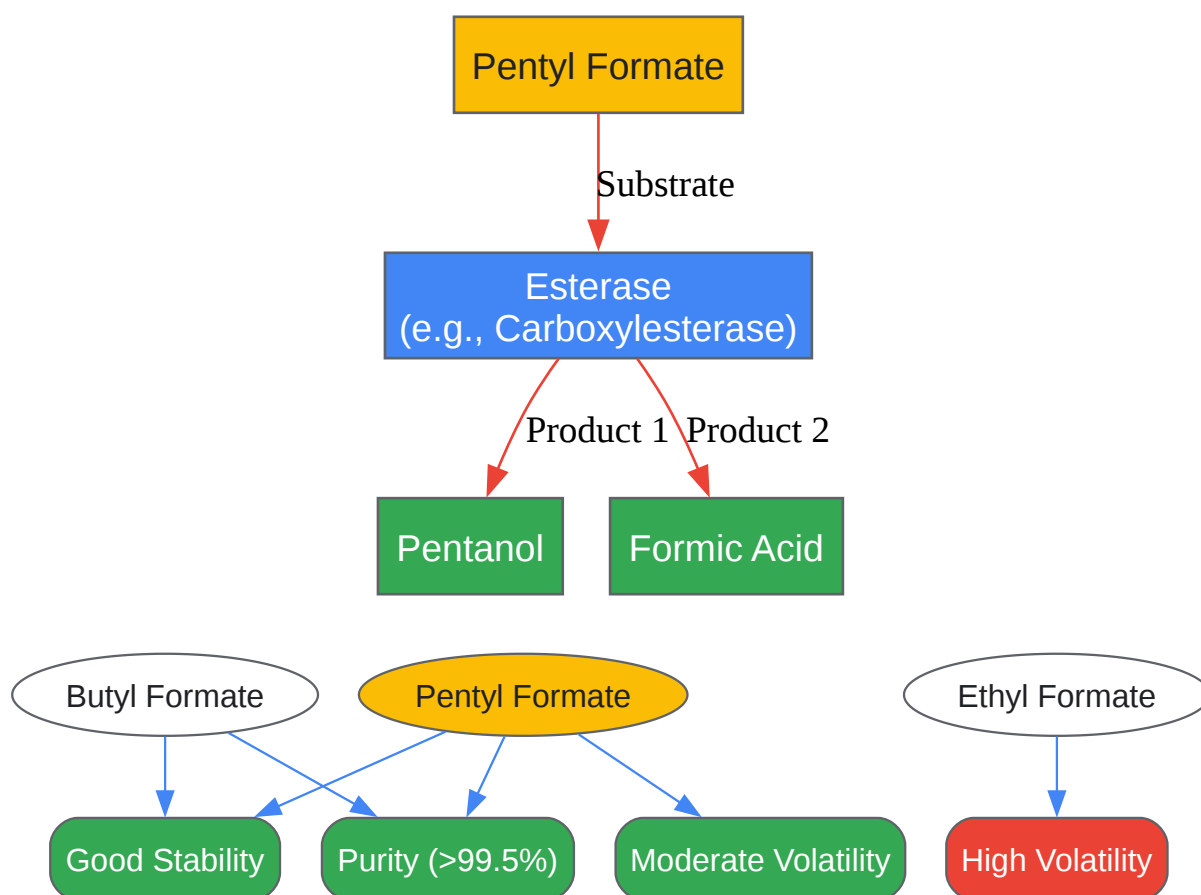 Pentyl Formate
Substrate
Esterase
(e.g., Carboxylesterase)
Product 1
Product 2
Pentanol
Formic Acid
Butyl Formate
Pentyl Formate
Ethyl Formate
Good Stability
Purity (>99.5%)
Moderate Volatility
High Volatility